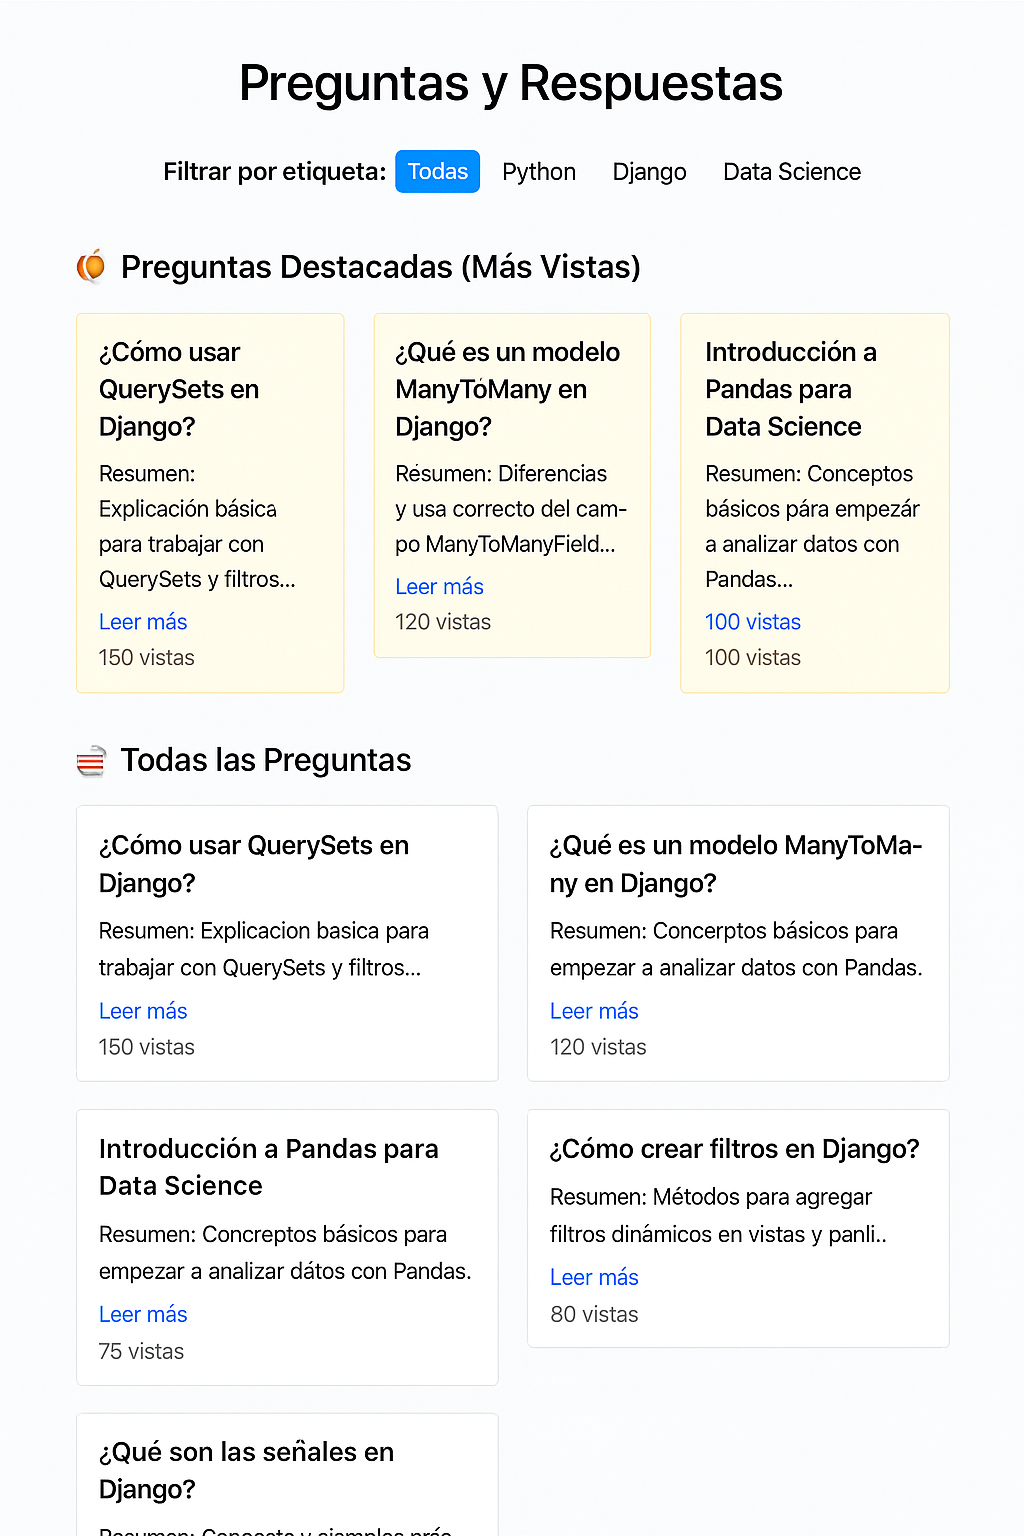 Preguntas y Respuestas
Filtrar por etiqueta: Todas Python Django Data Science
Preguntas Destacadas (Más Vistas)
¿Cómo usar
QuerySets en
Django?
Resumen:
Explicación básica
para trabajar con
QuerySets y filtros...
Leer más
150 vistas
¿Qué es un modelo
ManyTóMany en
Django?
Résumen: Diferencias
y usa correcto del cam-
po ManyToManyField...
Leer más
120 vistas
Introducción a
Pandas para
Data Science
Resumen: Conceptos
básicos pára empezár
a analizar datos con
Pandas...
100 vistas
100 vistas
Todas las Preguntas
¿Cómo usar QuerySets en
Django?
Resumen: Explicacion basica para
trabajar con QuerySets y filtros...
Leer más
150 vistas
¿Qué es un modelo ManyToMa-
ny en Django?
Resumen: Concerptos básicos para
empezar a analizar datos con Pandas.
Leer más
120 vistas
Introducción a Pandas para
Data Science
Resumen: Concreptos básicos para
empezar a analizar dátos con Pandas.
Leer más
75 vistas
¿Cómo crear filtros en Django?
Resumen: Métodos para agregar
filtros dinámicos en vistas y panli..
Leer más
80 vistas
¿Qué son las señales en
Django?